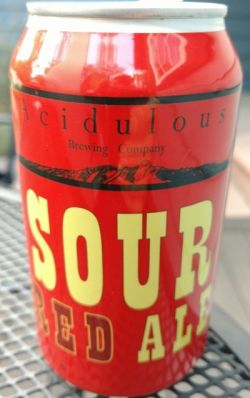 Acidulous
Brewing Company
SOUR
RED ALE